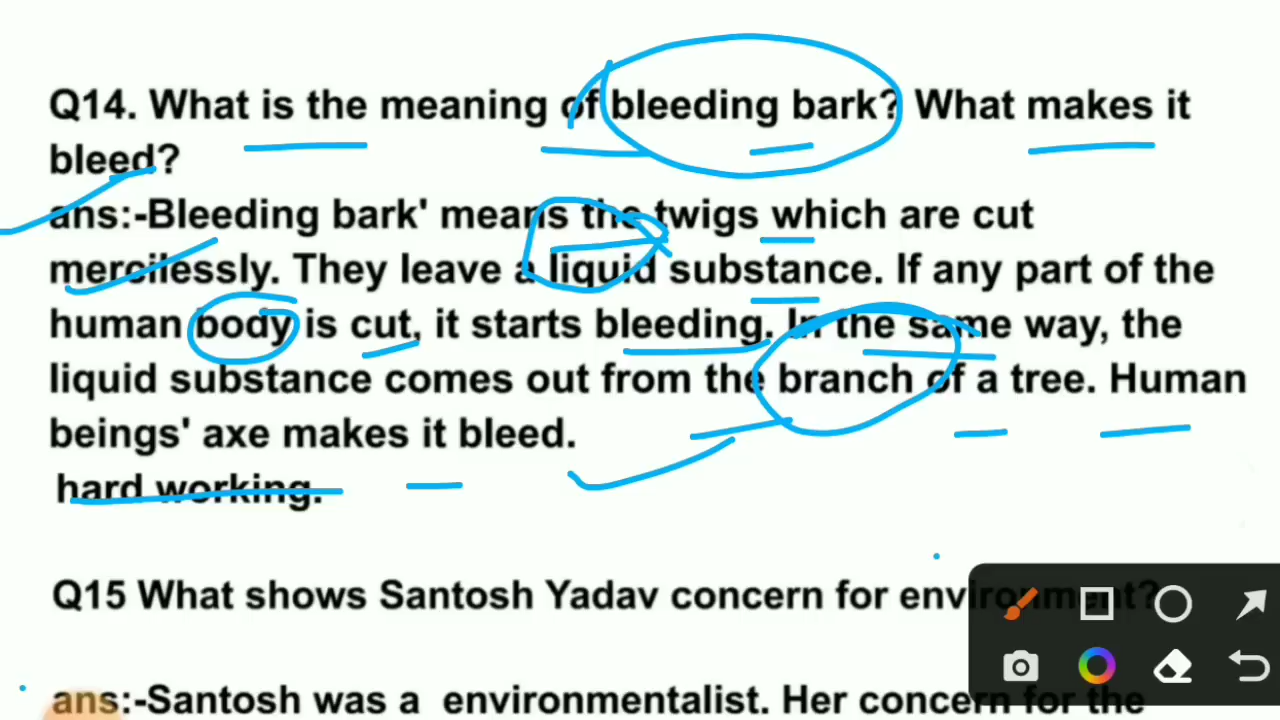 Q14. What is the meaning of bleeding bark? What makes it
bleed?
ans:-Bleeding bark' means the twigs which are cut
mercilessly. They leave a liquid substance. If any part of the
human body is cut, it starts bleeding. In the same way, the
liquid substance comes out from the branch of a tree. Human
beings' axe makes it bleed.
hard working.
Q15 What shows Santosh Yadav concern for environment?
ans:-Santosh was a environmentalist. Her concern for the